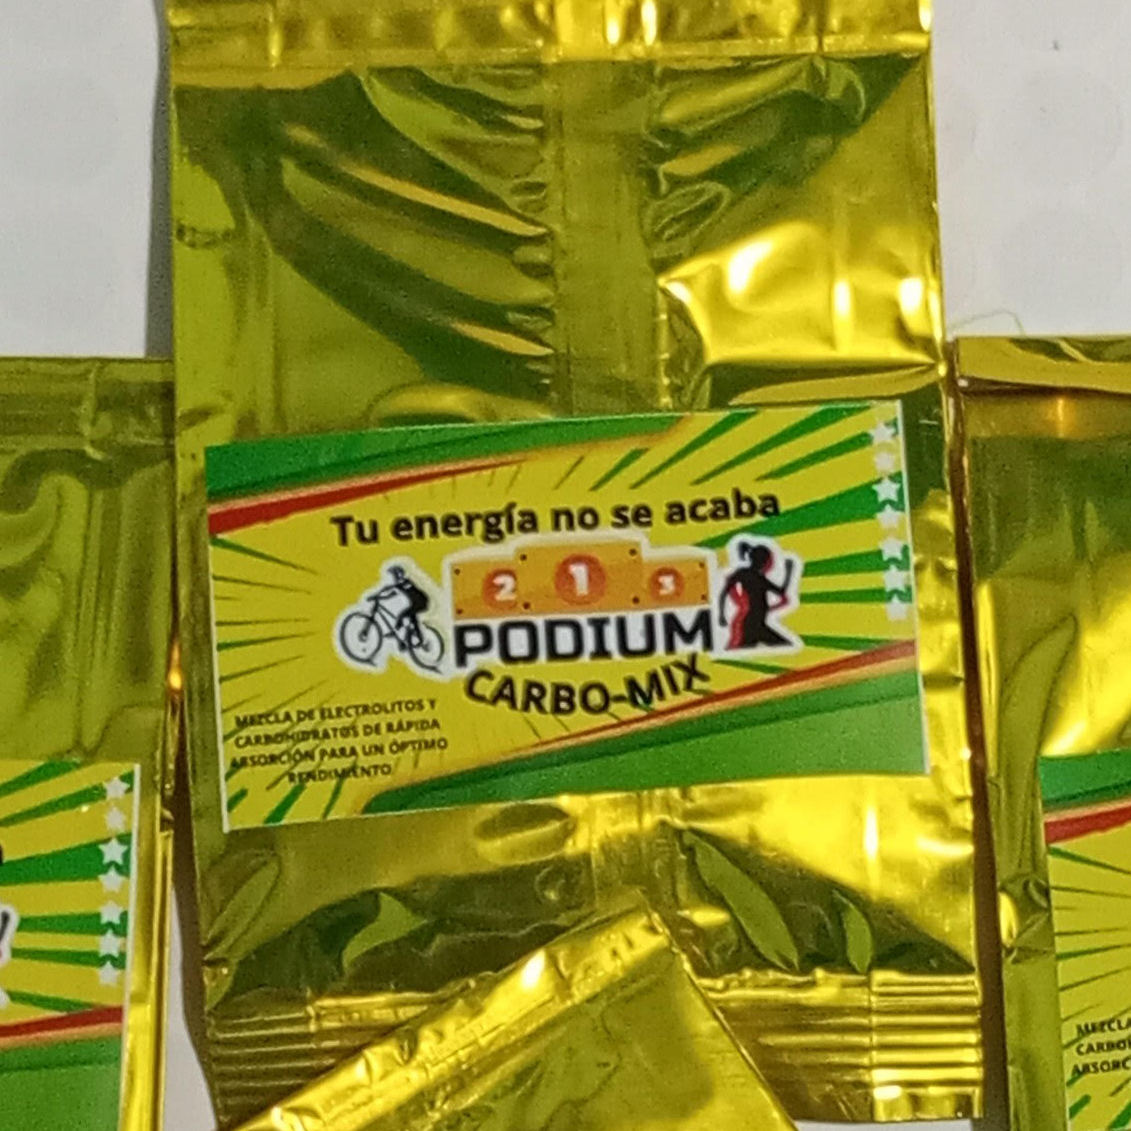 Tu energía no se acaba
2 1 3
PODIUM
CARBO-MIX
MEZCLA DE ELECTROLITOS Y
CARBOHIDRATOS DE RÁPIDA
ABSORCIÓN PARA UN ÓPTIMO
RENDIMIENTO
MEZCLA